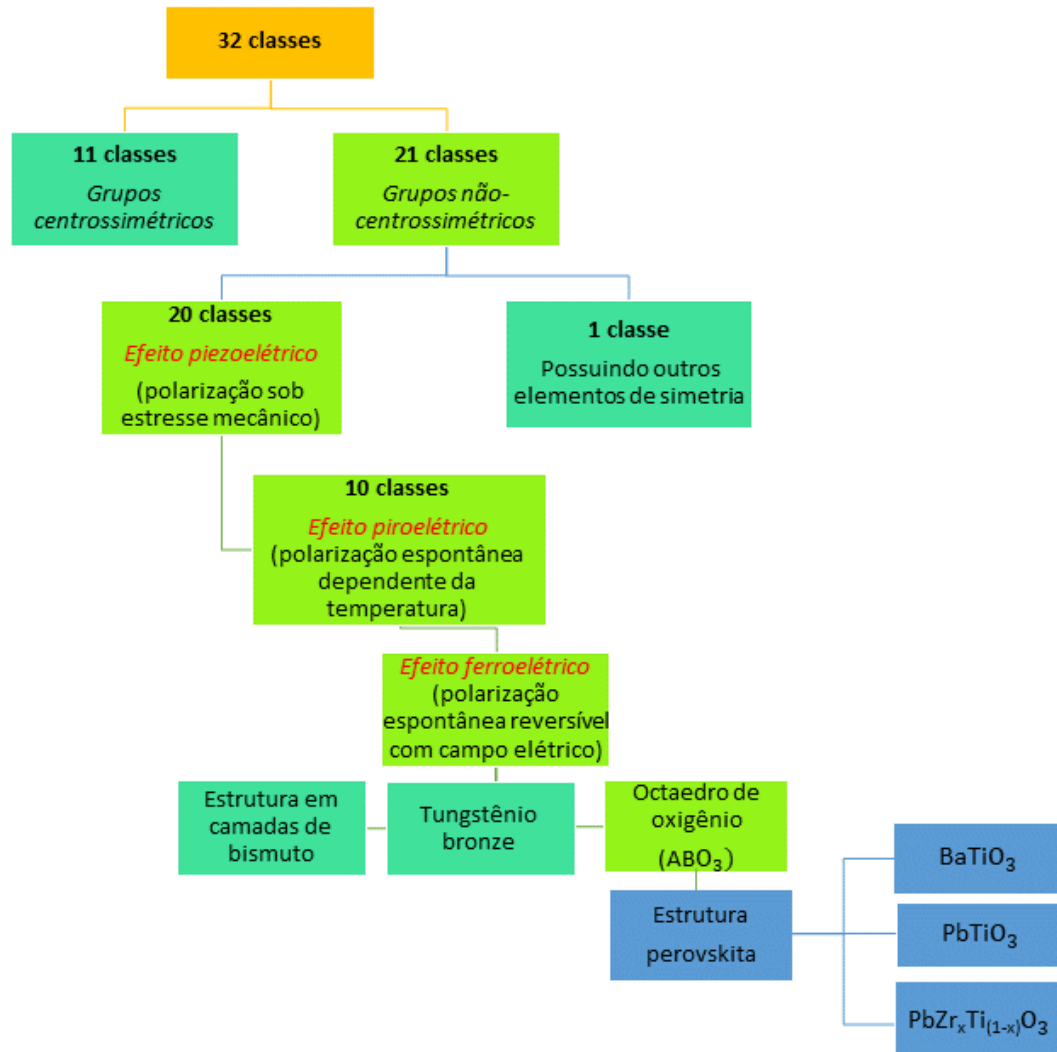 32 classes
11 classes
Grupos
centrossimétricos
21 classes
Grupos não-
centrossimétricos
20 classes
Efeito piezoelétrico
(polarização sob
estresse mecânico)
1 classe
Possuindo outros
elementos de simetria
10 classes
Efeito piroelétrico
(polarização espontânea
dependente da
temperatura)
Efeito ferroelétrico
(polarização
espontânea reversível
com campo elétrico)
Estrutura em
camadas de
bismuto
Tungstênio
bronze
Octaedro de
oxigênio
(ABO₃)
Estrutura
perovskita
BaTiO₃
PbTiO₃
PbZrₓTi₍₁₋ₓ₎O₃